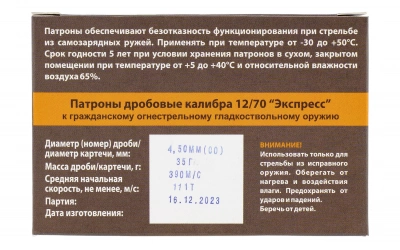 Патроны обеспечивают безотказность функционирования при стрельбе
из самозарядных ружей. Применять при температуре от -30 до +50°С.
Срок годности 5 лет при условии хранения патронов в сухом, закрытом
помещении при температуре от +5 до +40°С и относительной влажности
воздуха 65%.
Патроны дробовые калибра 12/70 "Экспресс"
к гражданскому огнестрельному гладкоствольному оружию
Диаметр (номер) дроби/
диаметр картечи, мм:
Масса дроби/картечи, г:
Средняя начальная
скорость, не менее, м/с:
Партия:
Дата изготовления:
4,50ММ(00)
35Г
390М/С
111Т
16.12.2023
ВНИМАНИЕ!
Использовать только для
стрельбы из исправного
оружия. Оберегать от
нагрева и воздействия
влаги. Предохранять от
ударов и падений.
Беречь от детей.